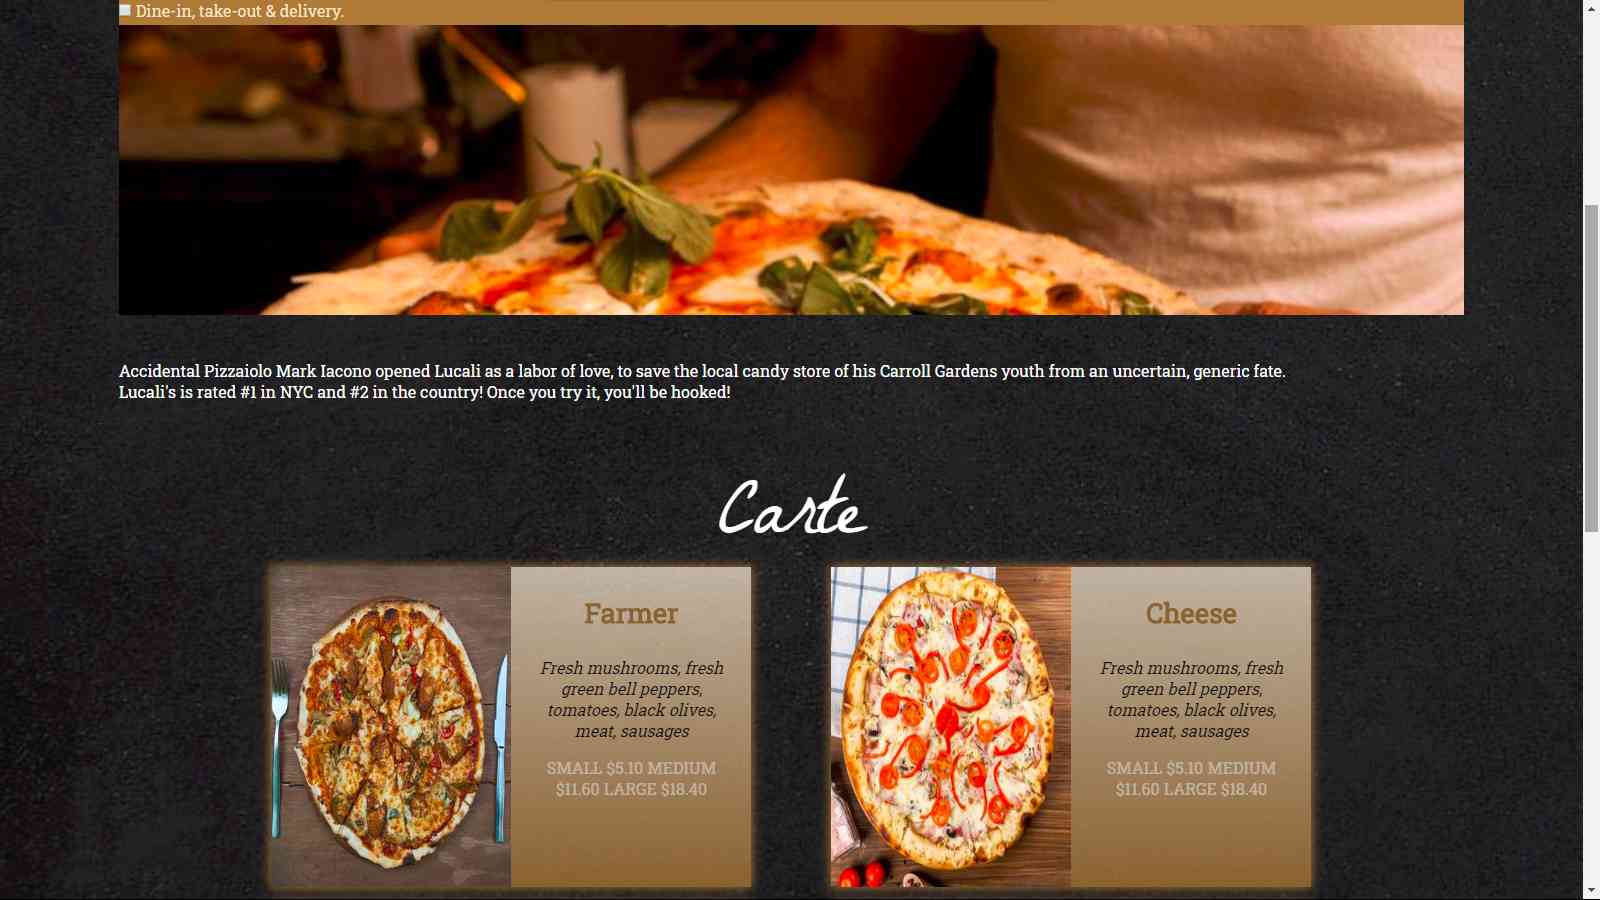 Dine-in, take-out & delivery.
Accidental Pizzaiolo Mark Iacono opened Lucali as a labor of love, to save the local candy store of his Carroll Gardens youth from an uncertain, generic fate.
Lucali's is rated #1 in NYC and #2 in the country! Once you try it, you'll be hooked!
Carte
Farmer
Fresh mushrooms, fresh
green bell peppers,
tomatoes, black olives,
meat, sausages
SMALL $5.10 MEDIUM
$11.60 LARGE $18.40
Cheese
Fresh mushrooms, fresh
green bell peppers,
tomatoes, black olives,
meat, sausages
SMALL $5.10 MEDIUM
$11.60 LARGE $18.40